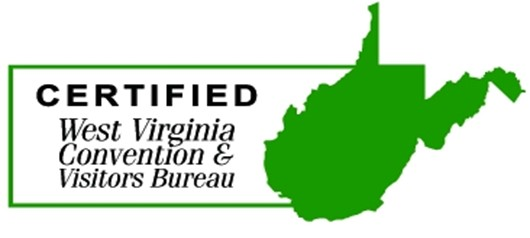 CERTIFIED
West Virginia
Convention &
Visitors Bureau